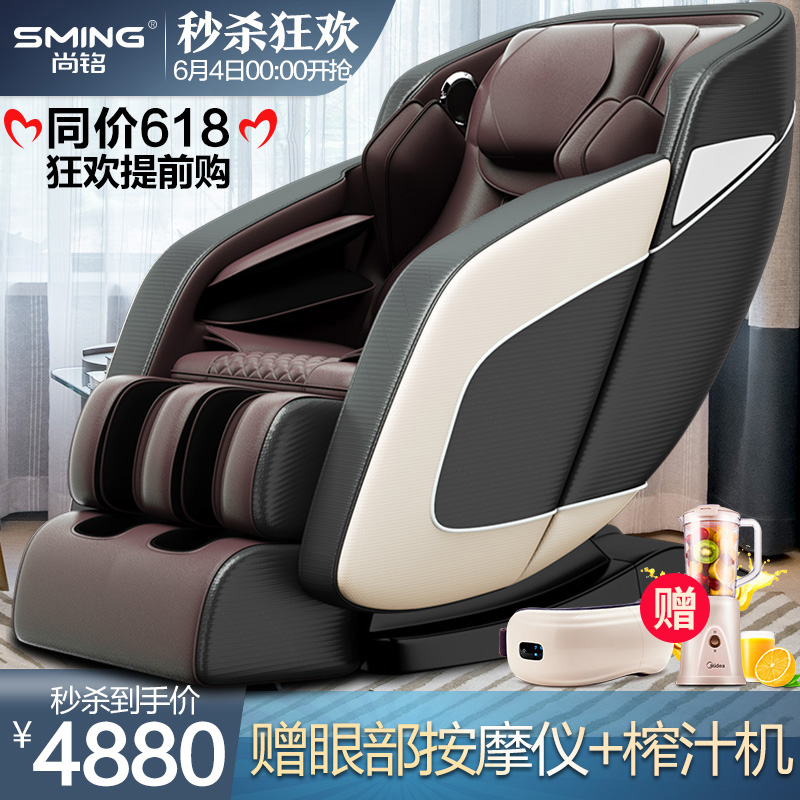 SMING®
尚铭
秒杀狂欢
6月4日00:00开抢
同价618
狂欢提前购
赠
Midea
秒杀到手价
¥4880
赠眼部按摩仪+榨汁机